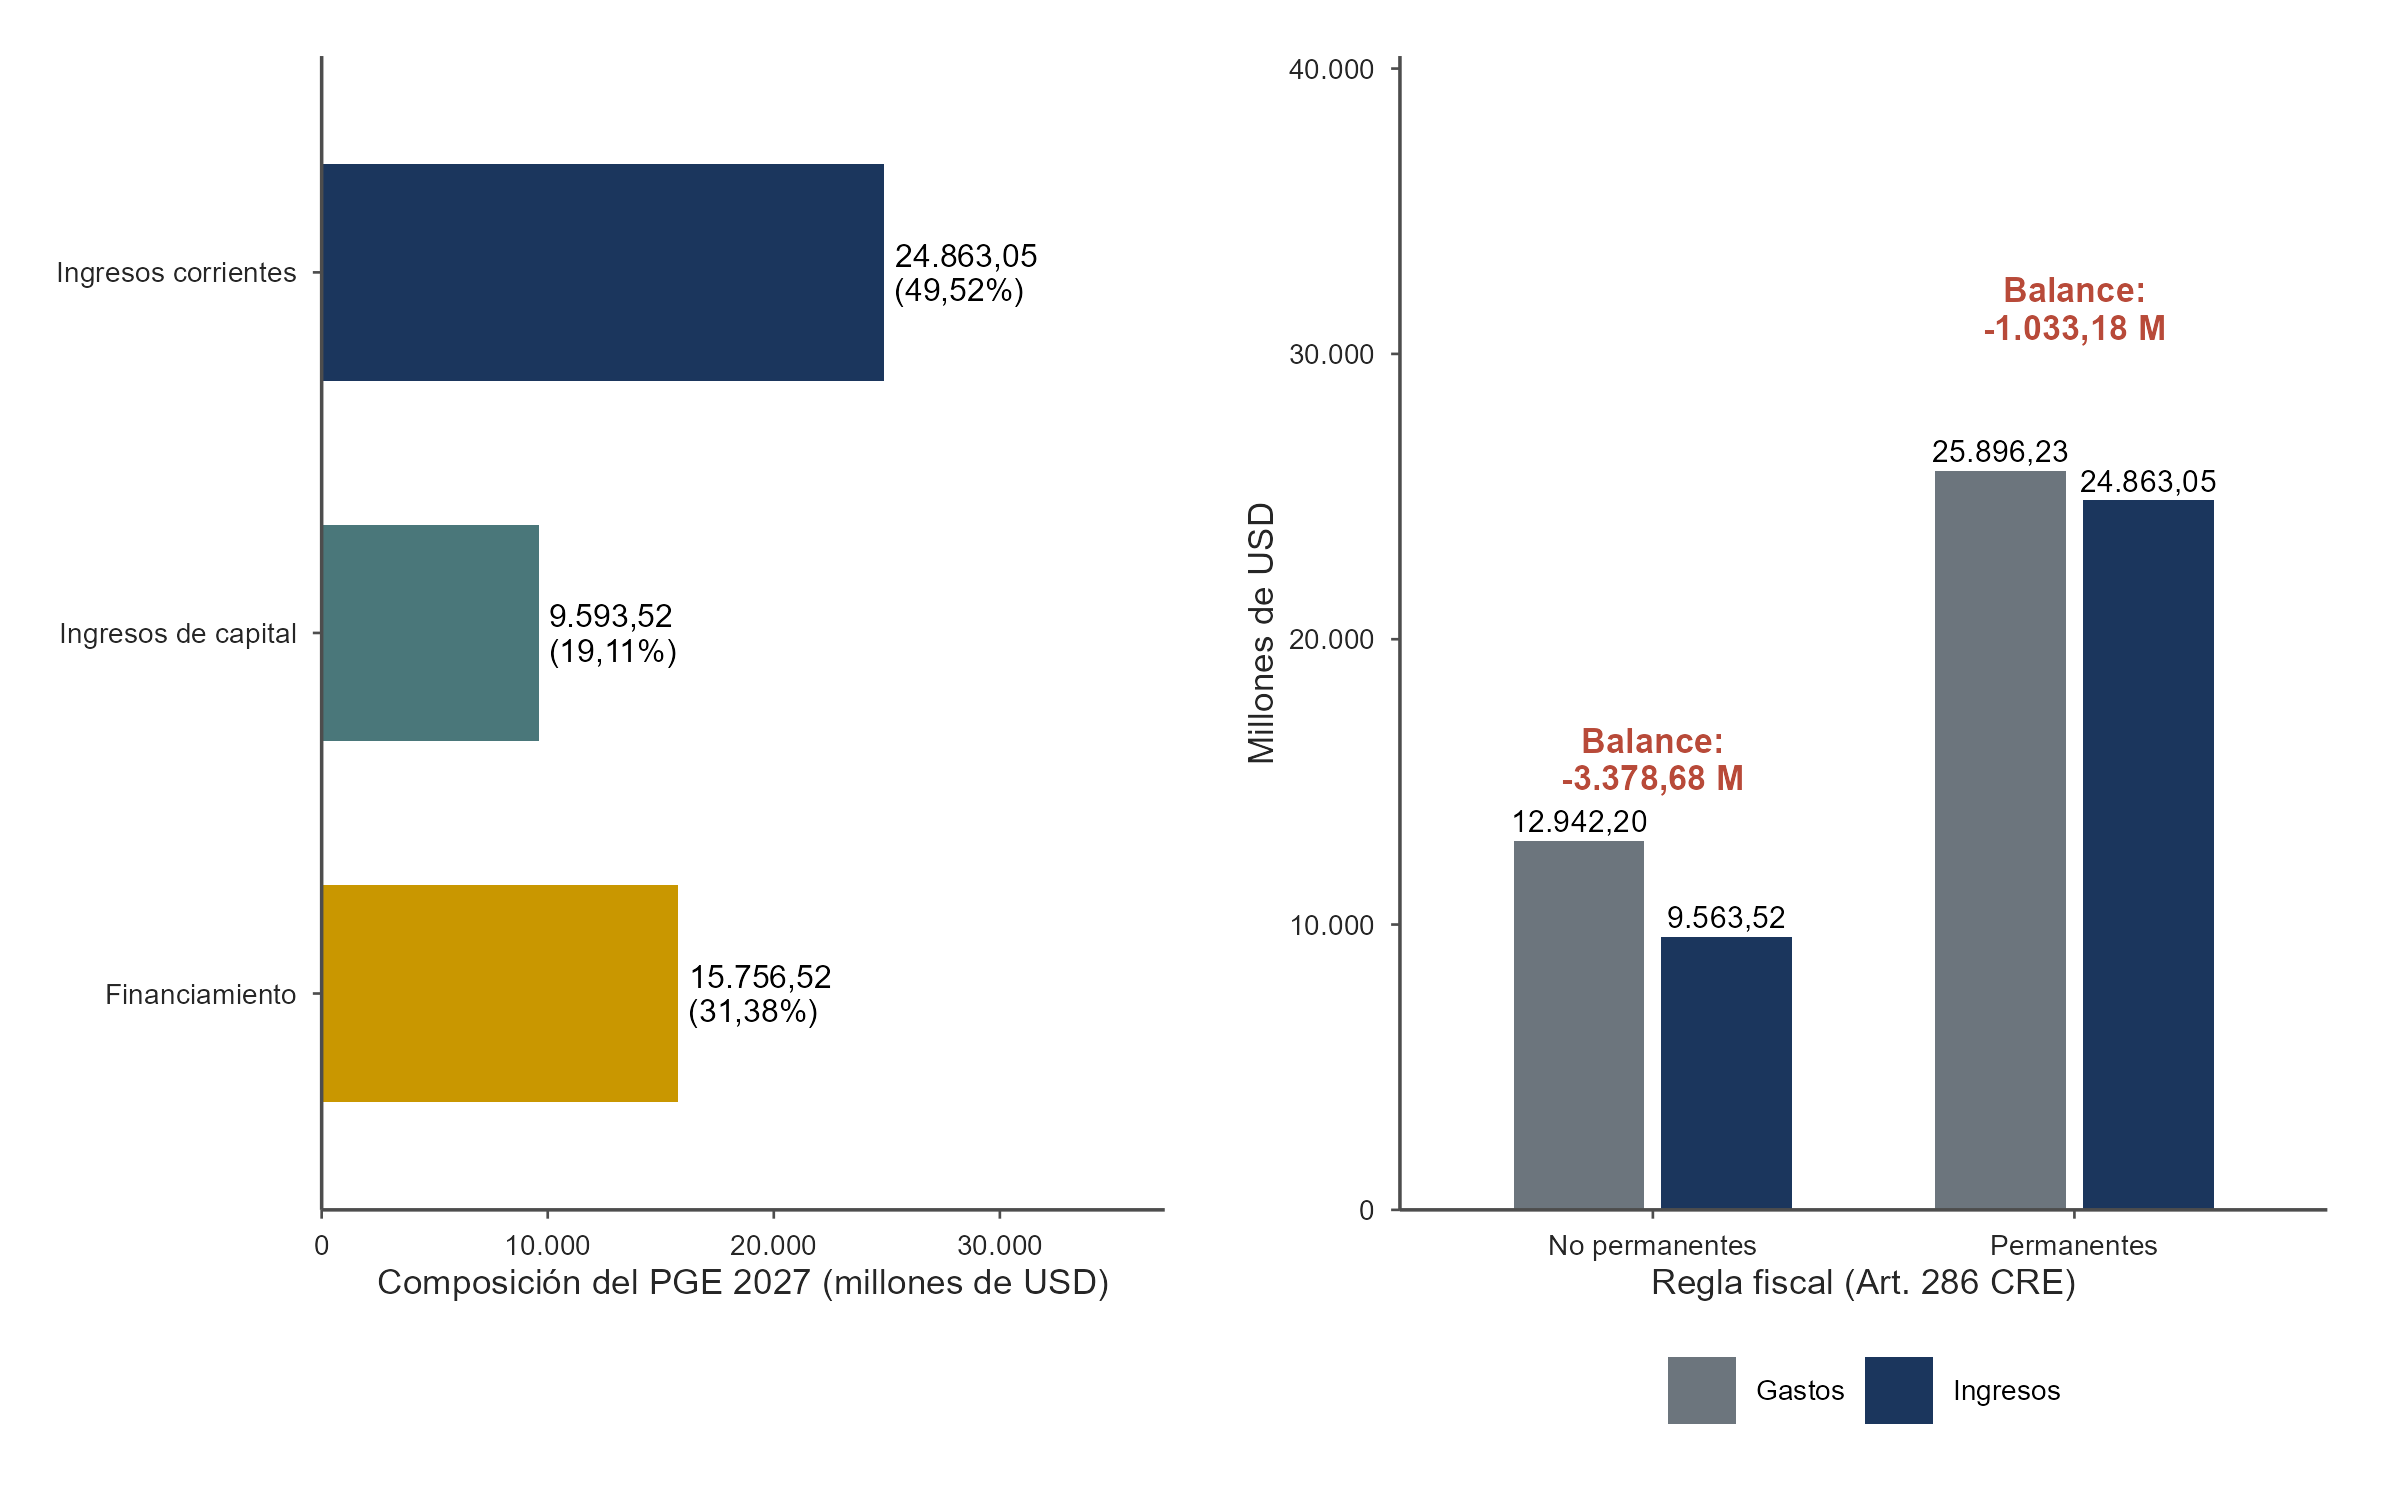 Ingresos corrientes
24.863,05
(49,52%)
Ingresos de capital
9.593,52
(19,11%)
Financiamiento
15.756,52
(31,38%)
0
10.000
20.000
30.000
Composición del PGE 2027 (millones de USD)
Millones de USD
40.000
30.000
20.000
10.000
0
Balance:
-3.378,68 M
12.942,20
9.563,52
Balance:
-1.033,18 M
25.896,23
24.863,05
No permanentes
Permanentes
Regla fiscal (Art. 286 CRE)
Gastos
Ingresos